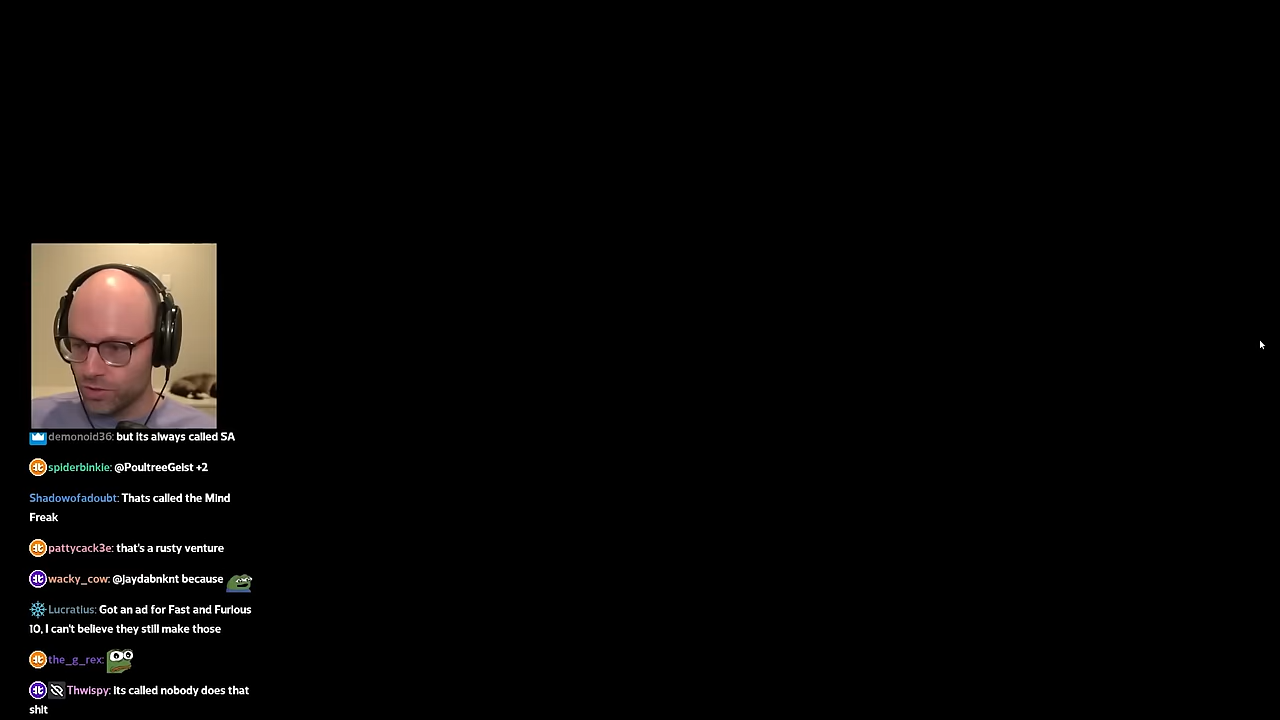 demonoid36: but its always called SA
spiderbinkie: @PoultreeGeist +2
Shadowofadoubt: Thats called the Mind
Freak
pattycack3e: that's a rusty venture
wacky_cow: @Jaydabnknt because
Lucratius: Got an ad for Fast and Furious
10, I can't believe they still make those
the_g_rex:
Thwispy: Its called nobody does that
shit